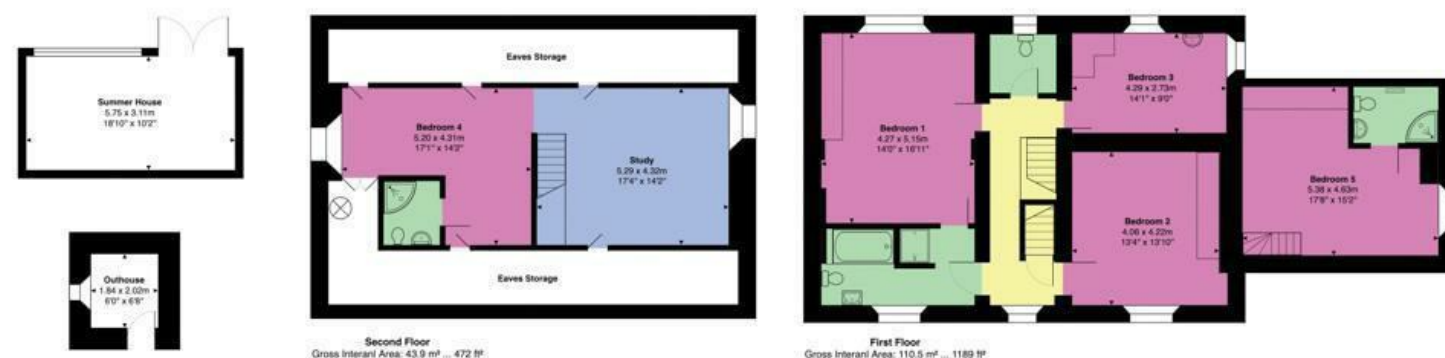 Summer House
5.75 x 3.11m
18'10" x 10'2"
Outhouse
1.84 x 2.02m
6'0" x 6'8"
Eaves Storage
Bedroom 4
5.20 x 4.31m
17'1" x 14'2"
Study
5.29 x 4.32m
17'4" x 14'2"
Eaves Storage
Second Floor
Gross Interanl Area: 43.9 m² ... 472 ft²
Bedroom 1
4.27 x 5.15m
14'0" x 16'11"
Bedroom 3
4.29 x 2.73m
14'1" x 9'0"
Bedroom 2
4.06 x 4.22m
13'4" x 13'10"
Bedroom 5
5.38 x 4.63m
17'8" x 15'2"
First Floor
Gross Interanl Area: 110.5 m² ... 1189 ft²